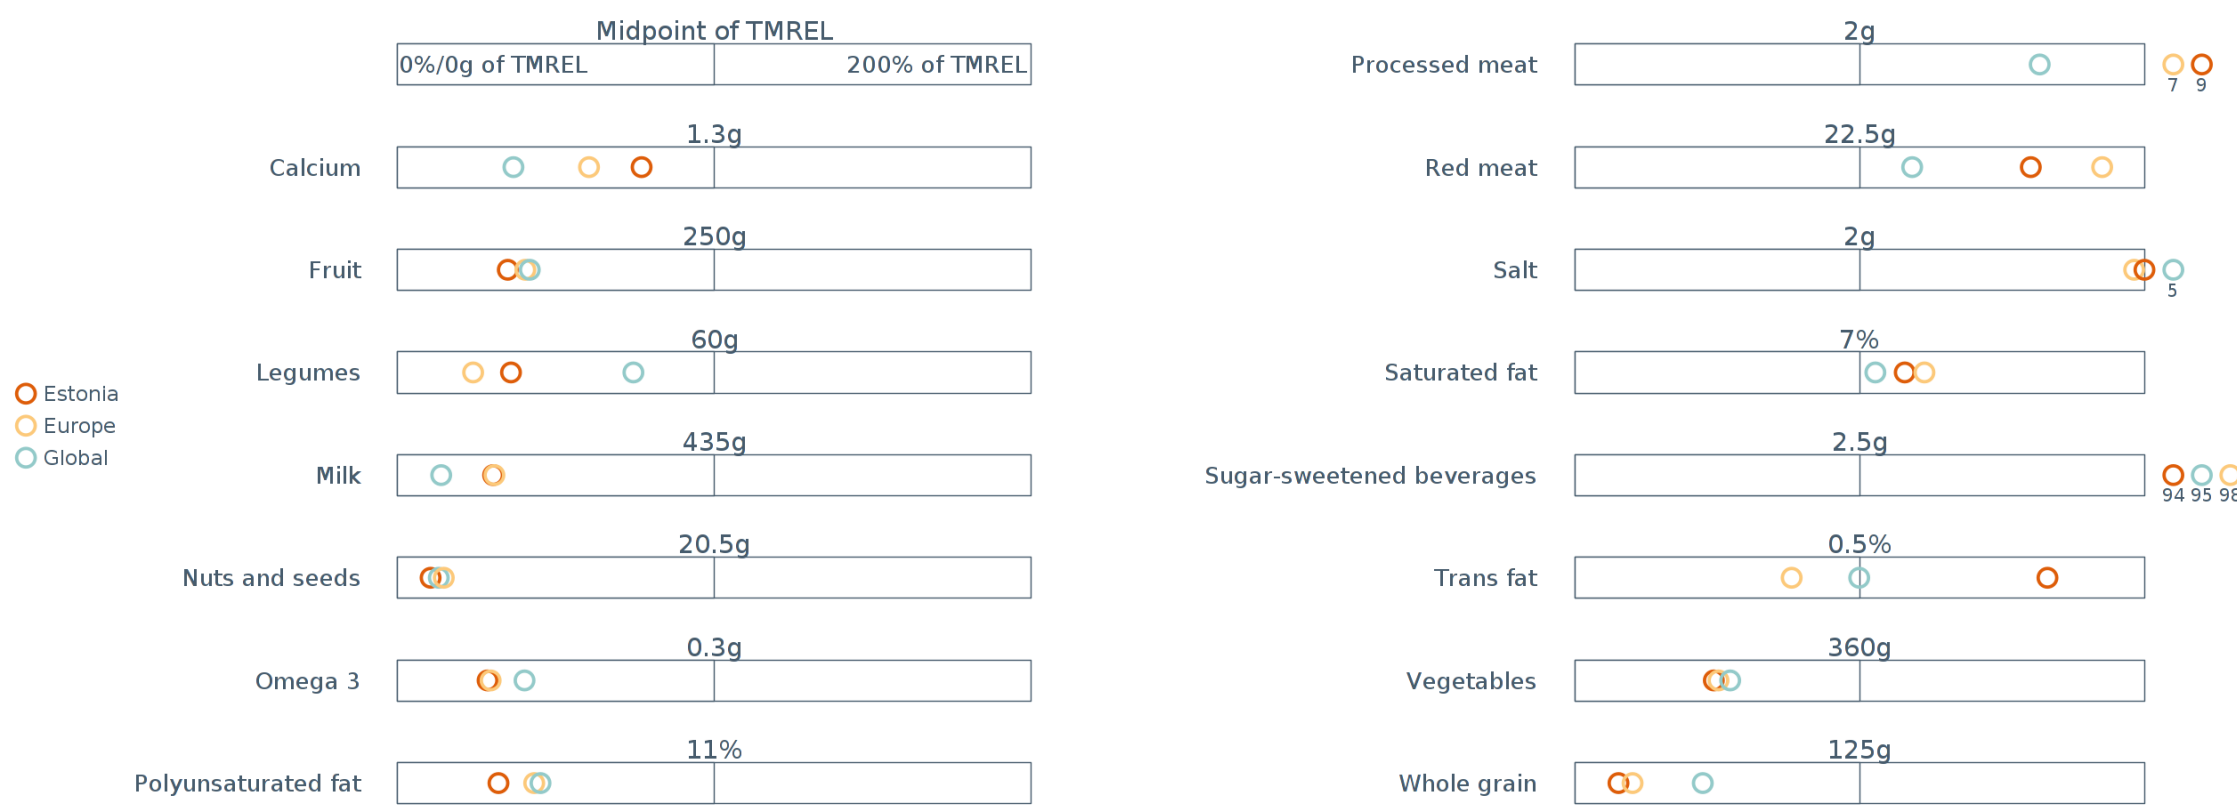 Midpoint of TMREL
0%/0g of TMREL
200% of TMREL
1.3g
Calcium
250g
Fruit
60g
Legumes
435g
Milk
20.5g
Nuts and seeds
0.3g
Omega 3
11%
Polyunsaturated fat
Estonia
Europe
Global
2g
Processed meat
7 9
22.5g
Red meat
2g
Salt
5
7%
Saturated fat
2.5g
Sugar-sweetened beverages
94 95 98
0.5%
Trans fat
360g
Vegetables
125g
Whole grain